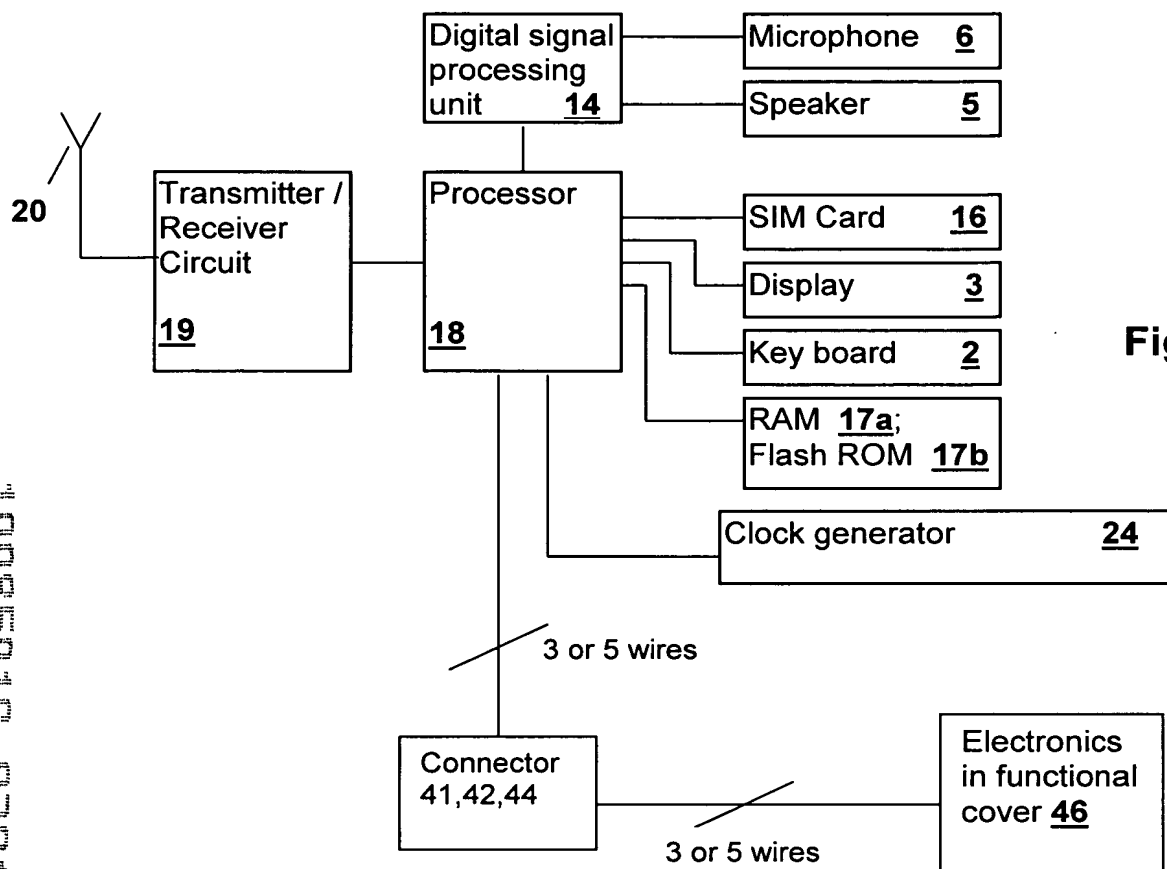 Digital signal
processing
unit 14
Microphone 6
Speaker 5
20
Transmitter /
Receiver
Circuit
19
Processor
18
SIM Card 16
Display 3
Key board 2
RAM 17a;
Flash ROM 17b
Clock generator 24
3 or 5 wires
Connector
41,42,44
3 or 5 wires
Electronics
in functional
cover 46